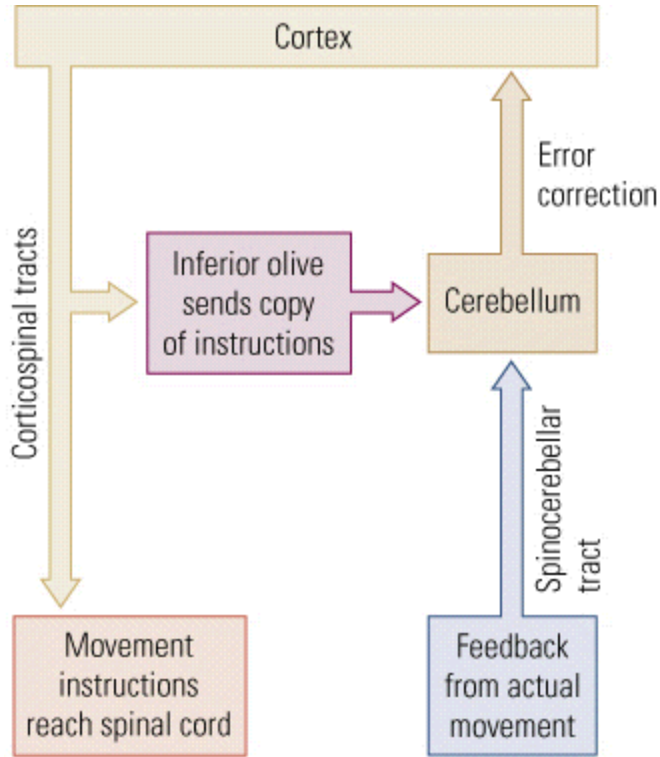 Cortex
Error
correction
Corticospinal tracts
Inferior olive
sends copy
of instructions
Cerebellum
Spinocerebellar
tract
Movement
instructions
reach spinal cord
Feedback
from actual
movement